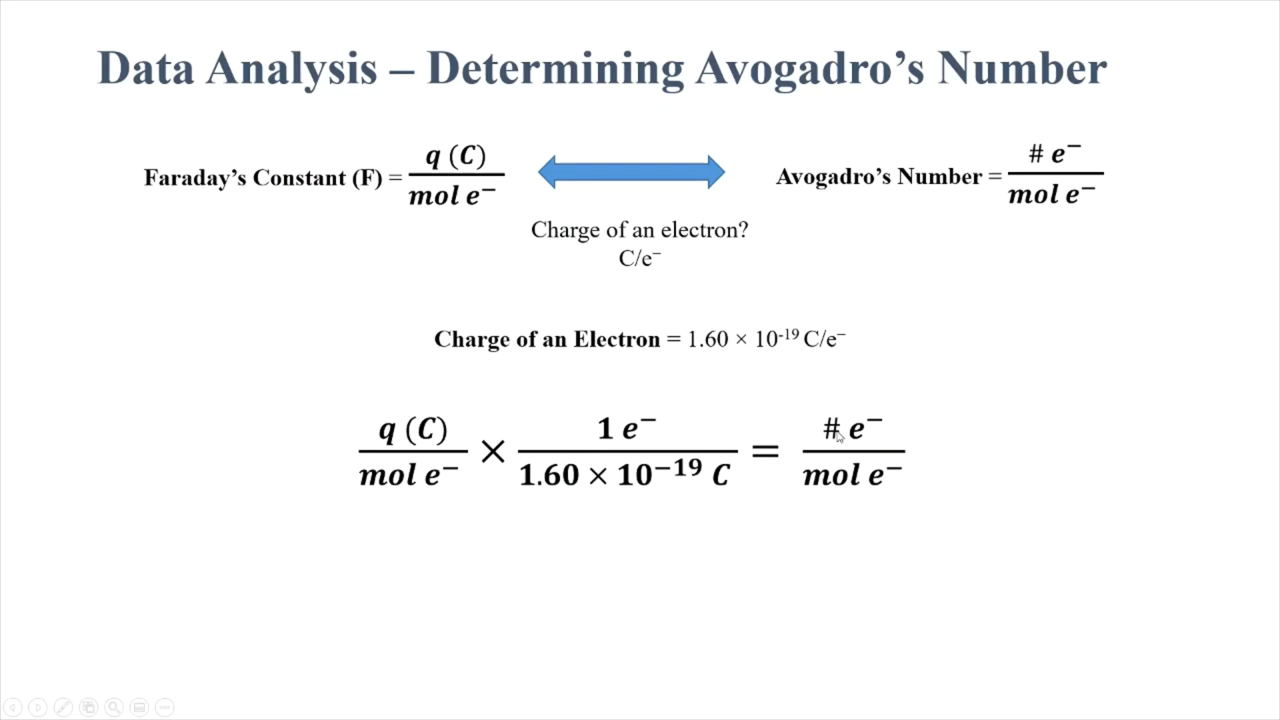 Data Analysis – Determining Avogadro's Number
Faraday's Constant (F) = q (C) / mol e⁻
Avogadro's Number = # e⁻ / mol e⁻
Charge of an electron?
C/e⁻
Charge of an Electron = 1.60 × 10⁻¹⁹ C/e⁻
q (C) / mol e⁻ × 1 e⁻ / 1.60 × 10⁻¹⁹ C = # e⁻ / mol e⁻